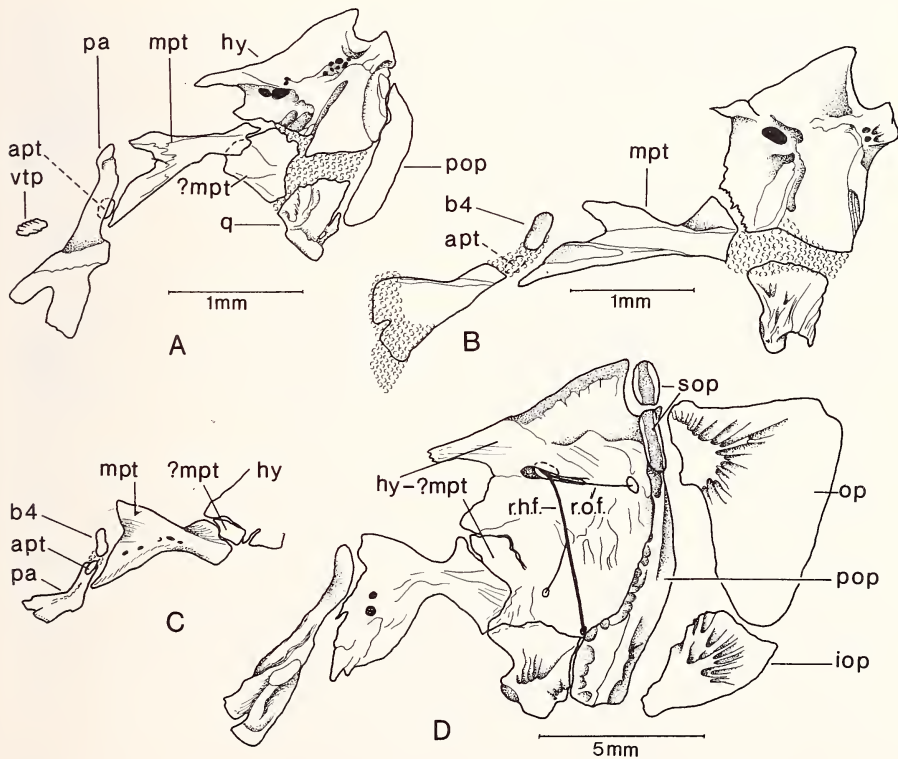 pa
mpt
hy
apt
vtp
?mpt
q
pop
1mm
A
mpt
b4
apt
1mm
B
mpt
?mpt
hy
b4
apt
pa
C
sop
hy-?mpt
r.h.f.
r.o.f.
op
pop
iop
D
5mm